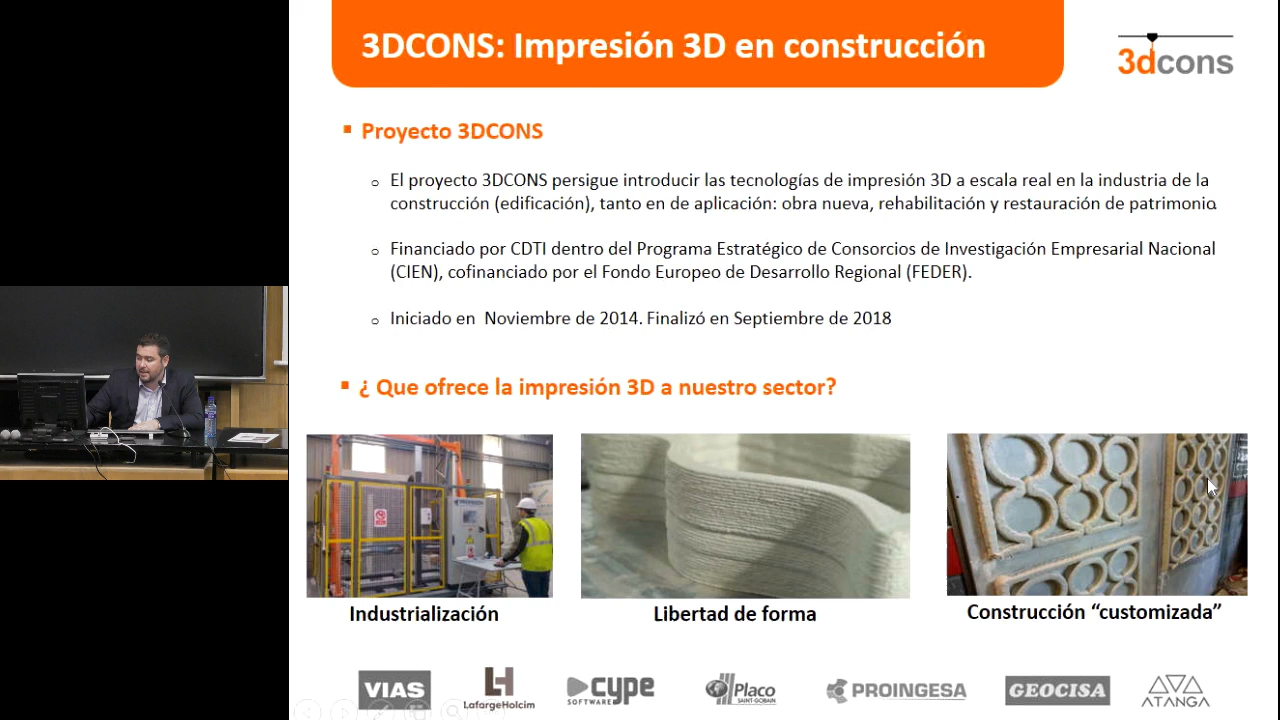 3DCONS: Impresión 3D en construcción
3dcons
Proyecto 3DCONS
El proyecto 3DCONS persigue introducir las tecnologías de impresión 3D a escala real en la industria de la
construcción (edificación), tanto en de aplicación: obra nueva, rehabilitación y restauración de patrimonio.
Financiado por CDTI dentro del Programa Estratégico de Consorcios de Investigación Empresarial Nacional
(CIEN), cofinanciado por el Fondo Europeo de Desarrollo Regional (FEDER).
Iniciado en Noviembre de 2014. Finalizó en Septiembre de 2018
¿ Que ofrece la impresión 3D a nuestro sector?
Industrialización
Libertad de forma
Construcción “customizada”
VIAS
LafargeHolcim
cype
SOFTWARE
Placo
SAINT-GOBAIN
PROINGESA
GEOCISA
ATANGA